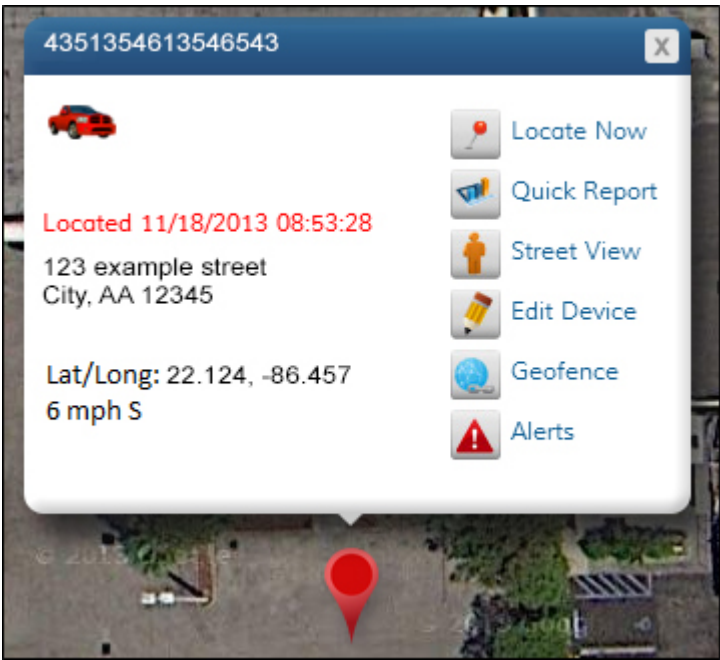 4351354613546543
X
Located 11/18/2013 08:53:28
123 example street
City, AA 12345
Lat/Long: 22.124, -86.457
6 mph S
Locate Now
Quick Report
Street View
Edit Device
Geofence
Alerts